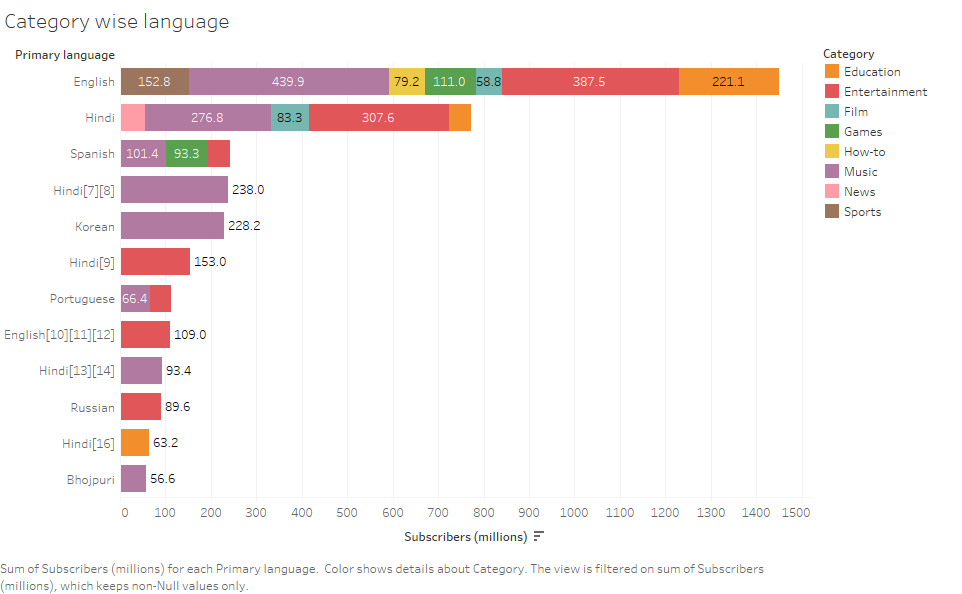 Category wise language
Primary language
English 152.8 439.9 79.2 111.0 58.8 387.5 221.1
Hindi 276.8 83.3 307.6
Spanish 101.4 93.3
Hindi[7][8] 238.0
Korean 228.2
Hindi[9] 153.0
Portuguese 66.4
English[10][11][12] 109.0
Hindi[13][14] 93.4
Russian 89.6
Hindi[16] 63.2
Bhojpuri 56.6
0 100 200 300 400 500 600 700 800 900 1000 1100 1200 1300 1400 1500
Subscribers (millions)
Category
Education
Entertainment
Film
Games
How-to
Music
News
Sports
Sum of Subscribers (millions) for each Primary language. Color shows details about Category. The view is filtered on sum of Subscribers
(millions), which keeps non-Null values only.